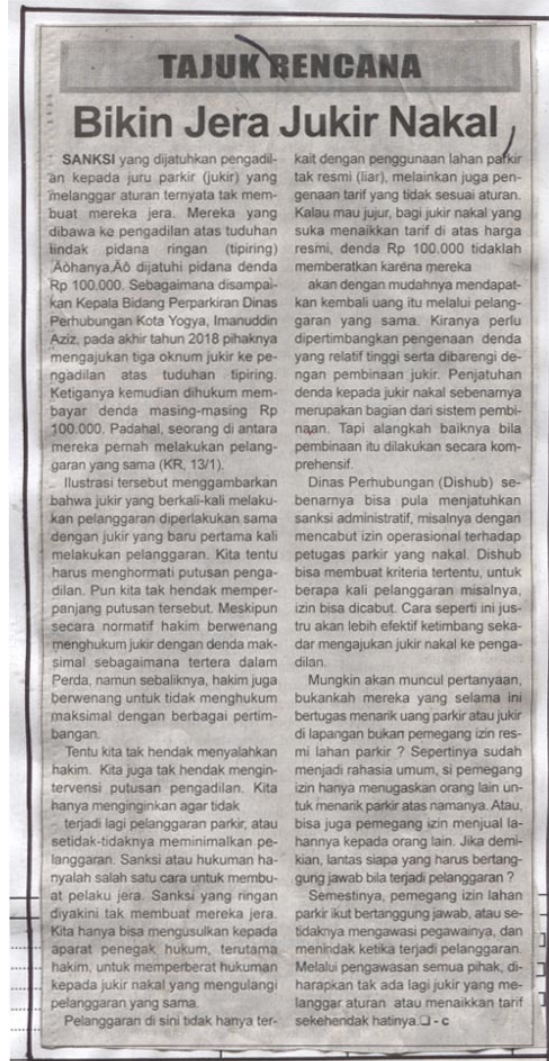 TAJUK RENCANA
Bikin Jera Jukir Nakal
SANKSI yang dijatuhkan pengadil-
an kepada juru parkir (jukir) yang
melanggar aturan ternyata tak mem-
buat mereka jera. Mereka yang
dibawa ke pengadilan atas tuduhan
tindak pidana ringan (tipiring)
Äòhanya‚Äô dijatuhi pidana denda
Rp 100.000. Sebagaimana disampai-
kan Kepala Bidang Perparkiran Dinas
Perhubungan Kota Yogya, Imanuddin
Aziz, pada akhir tahun 2018 pihaknya
mengajukan tiga oknum jukir ke pe-
ngadilan atas tuduhan tipiring.
Ketiganya kemudian dihukum mem-
bayar denda masing-masing Rp
100.000. Padahal, seorang di antara
mereka pernah melakukan pelang-
garan yang sama (KR, 13/1).
Ilustrasi tersebut menggambarkan
bahwa jukir yang berkali-kali melaku-
kan pelanggaran diperlakukan sama
dengan jukir yang baru pertama kali
melakukan pelanggaran. Kita tentu
harus menghormati putusan penga-
dilan. Pun kita tak hendak memper-
panjang putusan tersebut. Meskipun
secara normatif hakim berwenang
menghukum jukir dengan denda mak-
simal sebagaimana tertera dalam
Perda, namun sebaliknya, hakim juga
berwenang untuk tidak menghukum
maksimal dengan berbagai pertim-
bangan.
Tentu kita tak hendak menyalahkan
hakim. Kita juga tak hendak mengin-
tervensi putusan pengadilan. Kita
hanya menginginkan agar tidak
terjadi lagi pelanggaran parkir, atau
setidak-tidaknya meminimalkan pe-
langgaran. Sanksi atau hukuman ha-
nyalah salah satu cara untuk membu-
at pelaku jera. Sanksi yang ringan
diyakini tak membuat mereka jera.
Kita hanya bisa mengusulkan kepada
aparat penegak hukum, terutama
hakim, untuk memperberat hukuman
kepada jukir nakal yang mengulangi
pelanggaran yang sama.
Pelanggaran di sini tidak hanya ter-
kait dengan penggunaan lahan parkir
tak resmi (liar), melainkan juga pen-
genaan tarif yang tidak sesuai aturan.
Kalau mau jujur, bagi jukir nakal yang
suka menaikkan tarif di atas harga
resmi, denda Rp 100.000 tidaklah
memberatkan karena mereka
akan dengan mudahnya mendapat-
kan kembali uang itu melalui pelang-
garan yang sama. Kiranya perlu
dipertimbangkan pengenaan denda
yang relatif tinggi serta dibarengi de-
ngan pembinaan jukir. Penjatuhan
denda kepada jukir nakal sebenarnya
merupakan bagian dari sistem pembi-
naan. Tapi alangkah baiknya bila
pembinaan itu dilakukan secara kom-
prehensif.
Dinas Perhubungan (Dishub) se-
benarnya bisa pula menjatuhkan
sanksi administratif, misalnya dengan
mencabut izin operasional terhadap
petugas parkir yang nakal. Dishub
bisa membuat kriteria tertentu, untuk
berapa kali pelanggaran misalnya,
izin bisa dicabut. Cara seperti ini jus-
tru akan lebih efektif ketimbang seka-
dar mengajukan jukir nakal ke penga-
dilan.
Mungkin akan muncul pertanyaan,
bukankah mereka yang selama ini
bertugas menarik uang parkir atau jukir
di lapangan bukan pemegang izin res-
mi lahan parkir ? Sepertinya sudah
menjadi rahasia umum, si pemegang
izin hanya menugaskan orang lain un-
tuk menarik parkir atas namanya. Atau,
bisa juga pemegang izin menjual la-
hannya kepada orang lain. Jika demi-
kian, lantas siapa yang harus bertang-
gung jawab bila terjadi pelanggaran ?
Semestinya, pemegang izin lahan
parkir ikut bertanggung jawab, atau se-
tidaknya mengawasi pegawainya, dan
menindak ketika terjadi pelanggaran.
Melalui pengawasan semua pihak, di-
harapkan tak ada lagi jukir yang me-
langgar aturan atau menaikkan tarif
sekehendak hatinya.❑ - c